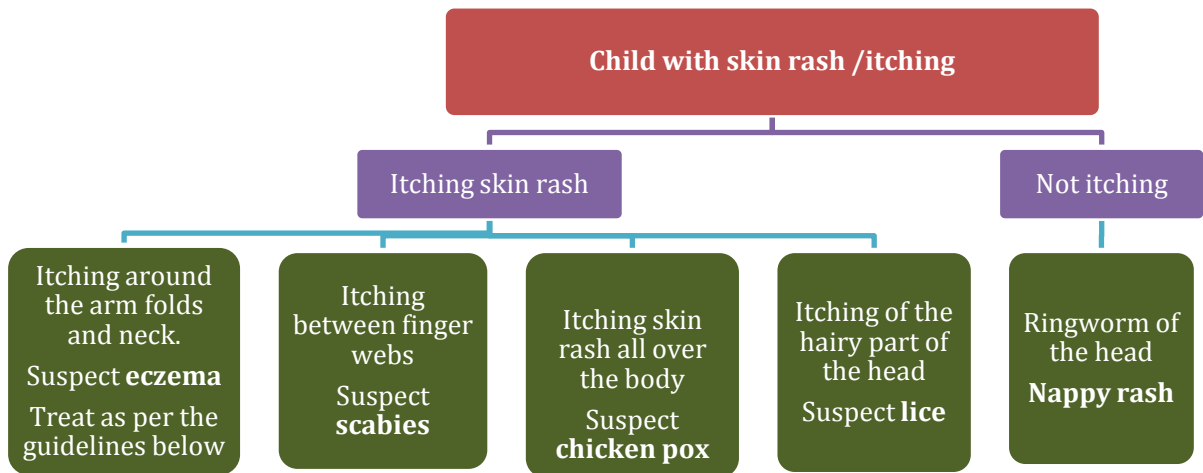 Child with skin rash /itching
Itching skin rash
Not itching
Itching around
the arm folds
and neck.
Suspect eczema
Treat as per the
guidelines below
Itching
between finger
webs
Suspect
scabies
Itching skin
rash all over
the body
Suspect
chicken pox
Itching of the
hairy part of
the head
Suspect lice
Ringworm of
the head
Nappy rash